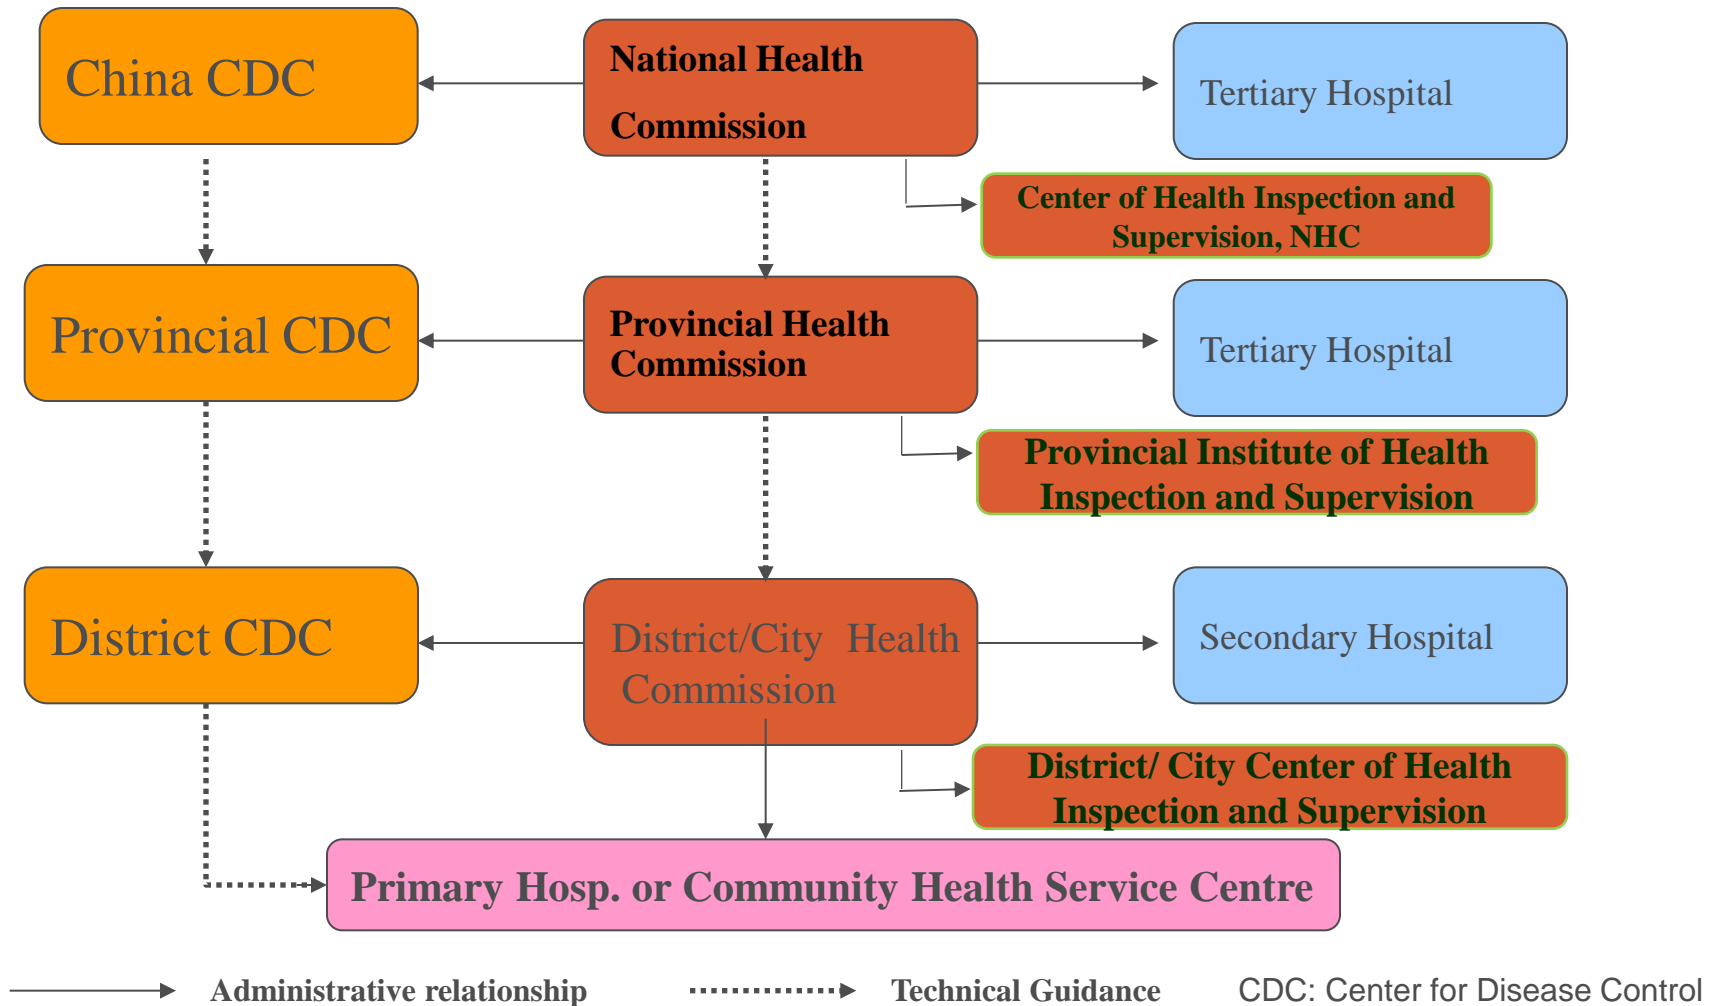 China CDC
National Health
Commission
Tertiary Hospital
Center of Health Inspection and
Supervision, NHC
Provincial CDC
Provincial Health
Commission
Tertiary Hospital
Provincial Institute of Health
Inspection and Supervision
District CDC
District/City Health
Commission
Secondary Hospital
District/ City Center of Health
Inspection and Supervision
Primary Hosp. or Community Health Service Centre
Administrative relationship
Technical Guidance
CDC: Center for Disease Control